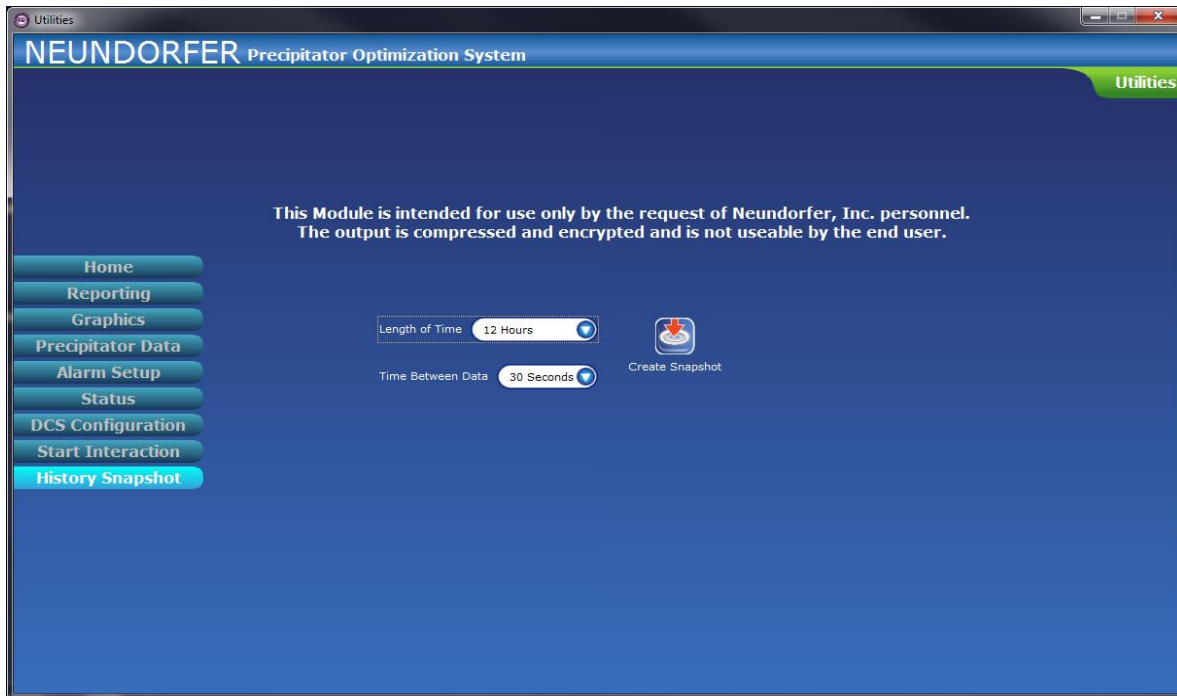 Utilities
NEUNDORFER Precipitator Optimization System
Utilities
This Module is intended for use only by the request of Neundorfer, Inc. personnel.
The output is compressed and encrypted and is not useable by the end user.
Home
Reporting
Graphics
Precipitator Data
Alarm Setup
Status
DCS Configuration
Start Interaction
History Snapshot
Length of Time 12 Hours
Time Between Data 30 Seconds
Create Snapshot